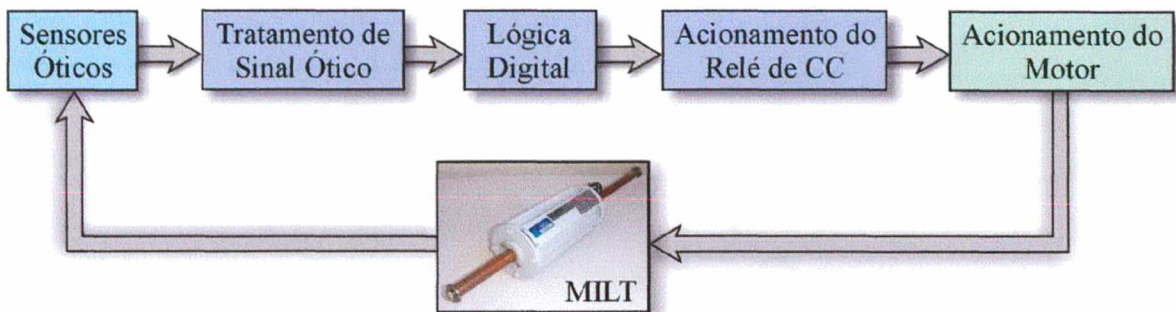 Sensores
Óticos
Tratamento de
Sinal Ótico
Lógica
Digital
Acionamento do
Relé de CC
Acionamento do
Motor
MILT